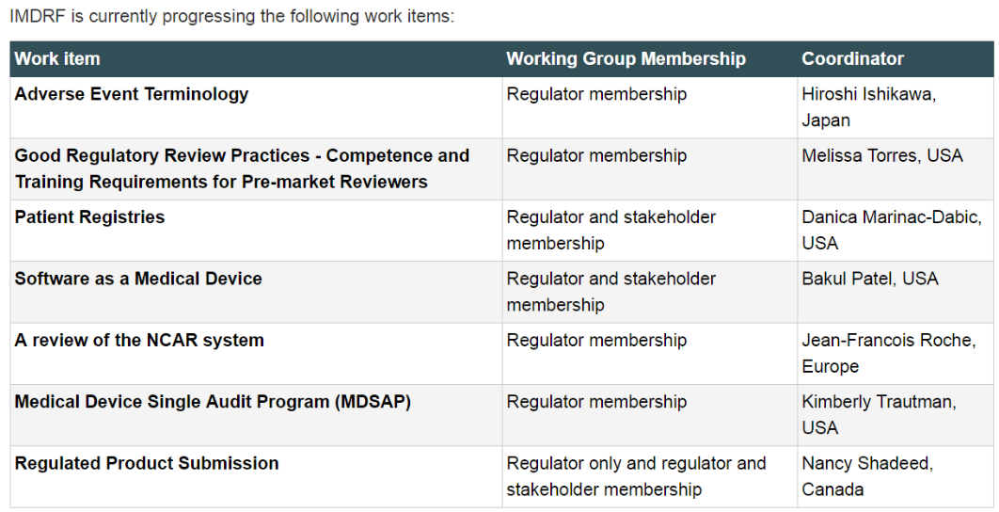 IMDRF is currently progressing the following work items:
Work item Working Group Membership Coordinator
Adverse Event Terminology Regulator membership Hiroshi Ishikawa,
Japan
Good Regulatory Review Practices - Competence and Regulator membership Melissa Torres, USA
Training Requirements for Pre-market Reviewers
Patient Registries Regulator and stakeholder Danica Marinac-Dabic,
membership USA
Software as a Medical Device Regulator and stakeholder Bakul Patel, USA
membership
A review of the NCAR system Regulator membership Jean-Francois Roche,
Europe
Medical Device Single Audit Program (MDSAP) Regulator membership Kimberly Trautman,
USA
Regulated Product Submission Regulator only and regulator and Nancy Shadeed,
stakeholder membership Canada